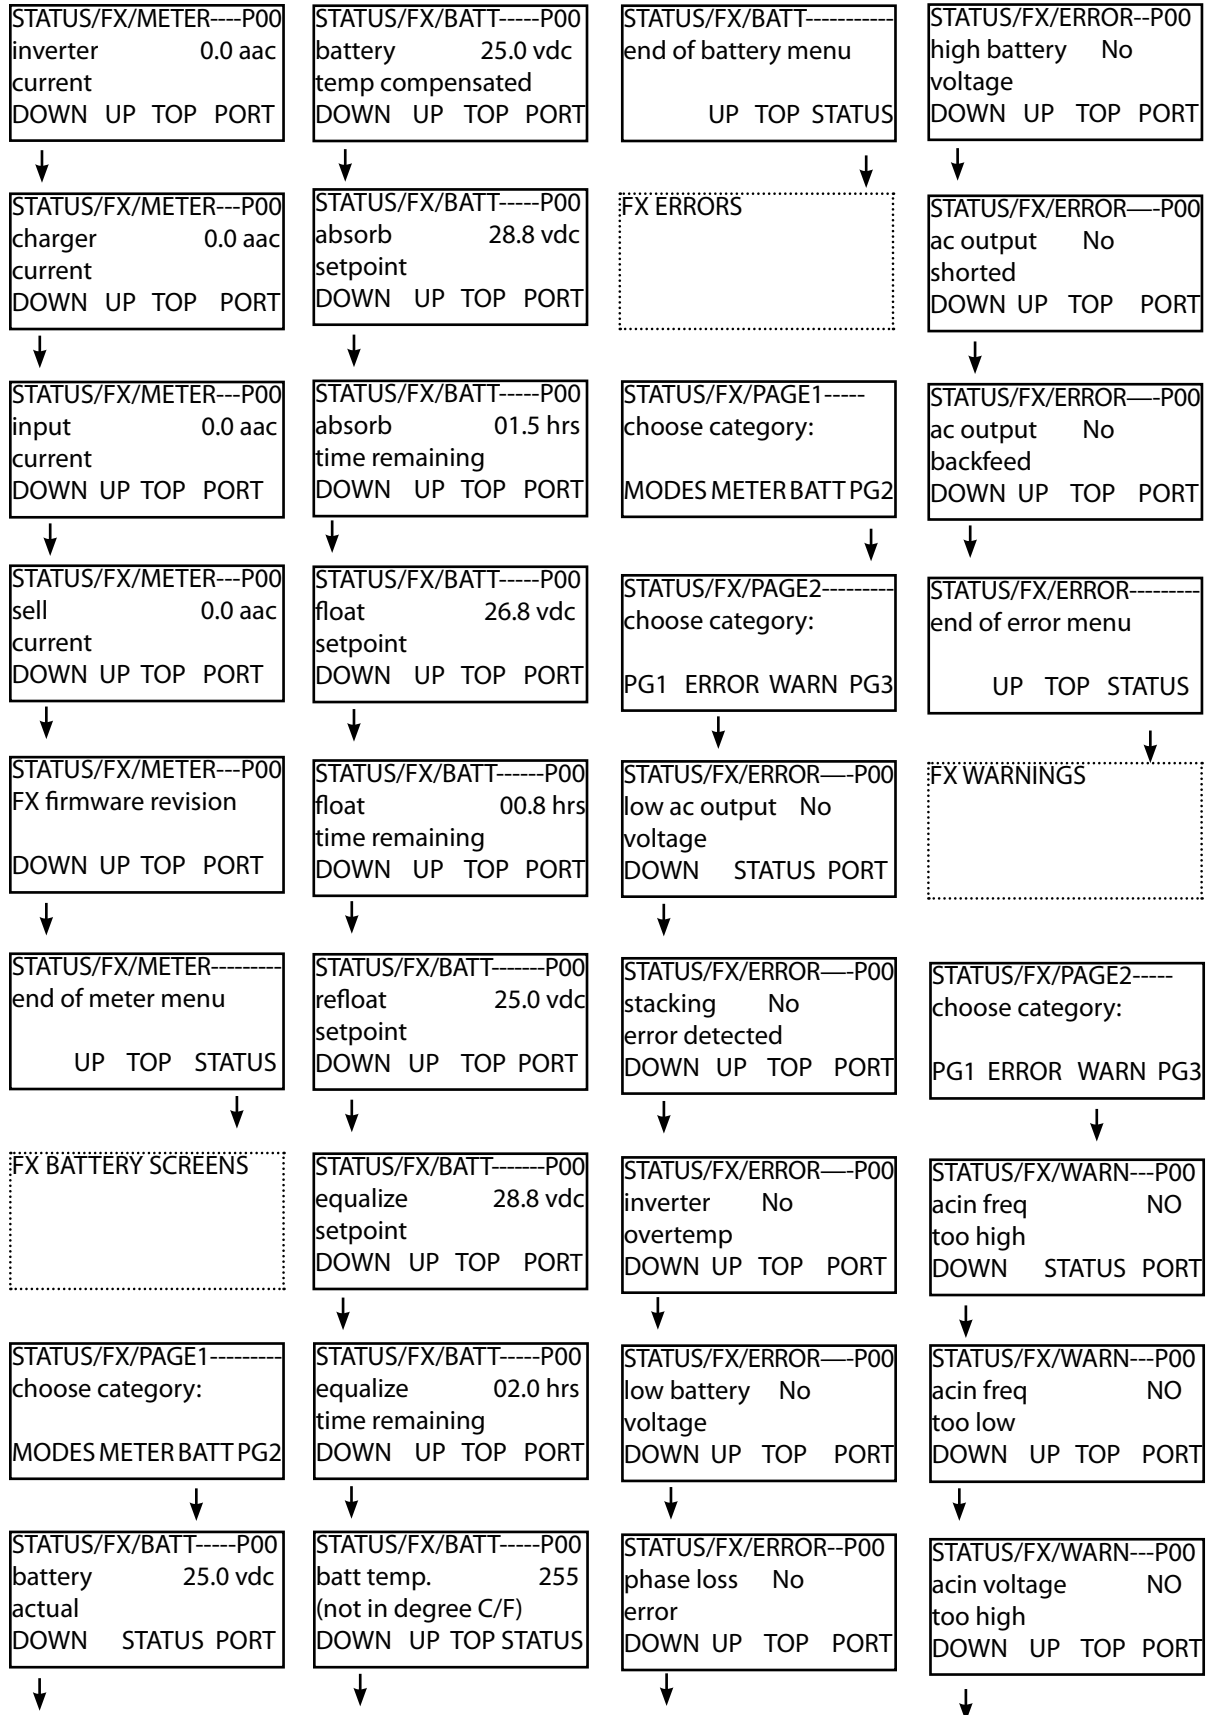 STATUS/FX/METER----P00
inverter 0.0 aac
current
DOWN UP TOP PORT
STATUS/FX/METER---P00
charger 0.0 aac
current
DOWN UP TOP PORT
STATUS/FX/METER---P00
input 0.0 aac
current
DOWN UP TOP PORT
STATUS/FX/METER---P00
sell 0.0 aac
current
DOWN UP TOP PORT
STATUS/FX/METER---P00
FX firmware revision
DOWN UP TOP PORT
STATUS/FX/METER---------
end of meter menu
UP TOP STATUS
FX BATTERY SCREENS
STATUS/FX/PAGE1---------
choose category:
MODES METER BATT PG2
STATUS/FX/BATT-----P00
battery 25.0 vdc
actual
DOWN STATUS PORT
STATUS/FX/BATT-----P00
battery 25.0 vdc
temp compensated
DOWN UP TOP PORT
STATUS/FX/BATT-----P00
absorb 28.8 vdc
setpoint
DOWN UP TOP PORT
STATUS/FX/BATT-----P00
absorb 01.5 hrs
time remaining
DOWN UP TOP PORT
STATUS/FX/BATT-----P00
float 26.8 vdc
setpoint
DOWN UP TOP PORT
STATUS/FX/BATT------P00
float 00.8 hrs
time remaining
DOWN UP TOP PORT
STATUS/FX/BATT-------P00
refloat 25.0 vdc
setpoint
DOWN UP TOP PORT
STATUS/FX/BATT-------P00
equalize 28.8 vdc
setpoint
DOWN UP TOP PORT
STATUS/FX/BATT-----P00
equalize 02.0 hrs
time remaining
DOWN UP TOP PORT
STATUS/FX/BATT-----P00
batt temp. 255
(not in degree C/F)
DOWN UP TOP STATUS
STATUS/FX/BATT-----------
end of battery menu
UP TOP STATUS
FX ERRORS
STATUS/FX/PAGE1-----
choose category:
MODES METER BATT PG2
STATUS/FX/PAGE2---------
choose category:
PG1 ERROR WARN PG3
STATUS/FX/ERROR—-P00
low ac output No
voltage
DOWN STATUS PORT
STATUS/FX/ERROR—-P00
stacking No
error detected
DOWN UP TOP PORT
STATUS/FX/ERROR—-P00
inverter No
overtemp
DOWN UP TOP PORT
STATUS/FX/ERROR—-P00
low battery No
voltage
DOWN UP TOP PORT
STATUS/FX/ERROR--P00
phase loss No
error
DOWN UP TOP PORT
STATUS/FX/ERROR--P00
high battery No
voltage
DOWN UP TOP PORT
STATUS/FX/ERROR—-P00
ac output No
shorted
DOWN UP TOP PORT
STATUS/FX/ERROR—-P00
ac output No
backfeed
DOWN UP TOP PORT
STATUS/FX/ERROR---------
end of error menu
UP TOP STATUS
FX WARNINGS
STATUS/FX/PAGE2-----
choose category:
PG1 ERROR WARN PG3
STATUS/FX/WARN---P00
acin freq NO
too high
DOWN STATUS PORT
STATUS/FX/WARN---P00
acin freq NO
too low
DOWN UP TOP PORT
STATUS/FX/WARN---P00
acin voltage NO
too high
DOWN UP TOP PORT